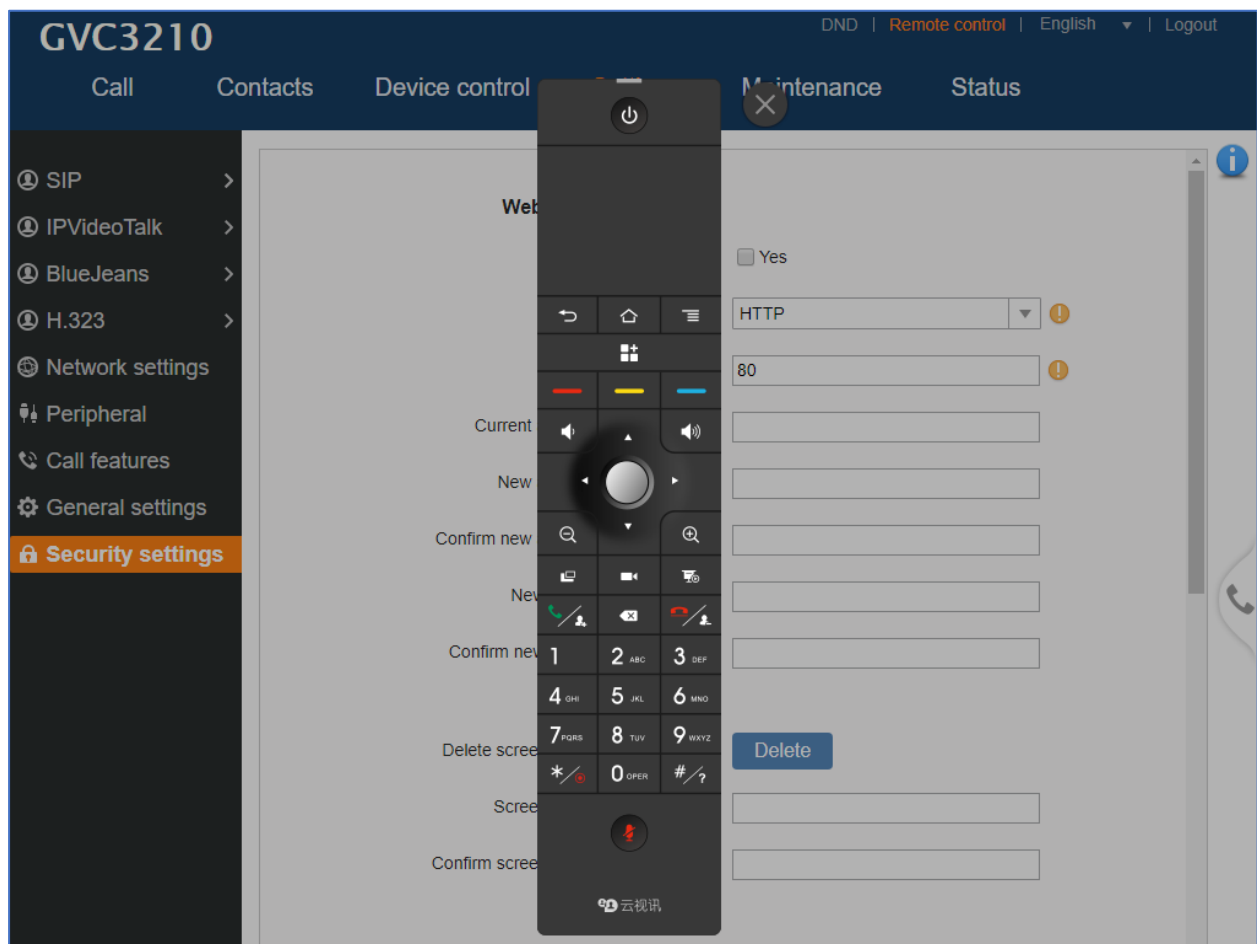 GVC3210
DND | Remote control | English | Logout
Call Contacts Device control Maintenance Status
SIP
IPVideoTalk
BlueJeans
H.323
Network settings
Peripheral
Call features
General settings
Security settings
Web
Yes
HTTP
80
Current
New
Confirm new
New
Confirm new
Delete scree
Delete
Scree
Confirm scree
1 2 ABC 3 DEF
4 GHI 5 JKL 6 MNO
7 PQRS 8 TUV 9 WXYZ
*/ 0 OPER #/?
云视讯